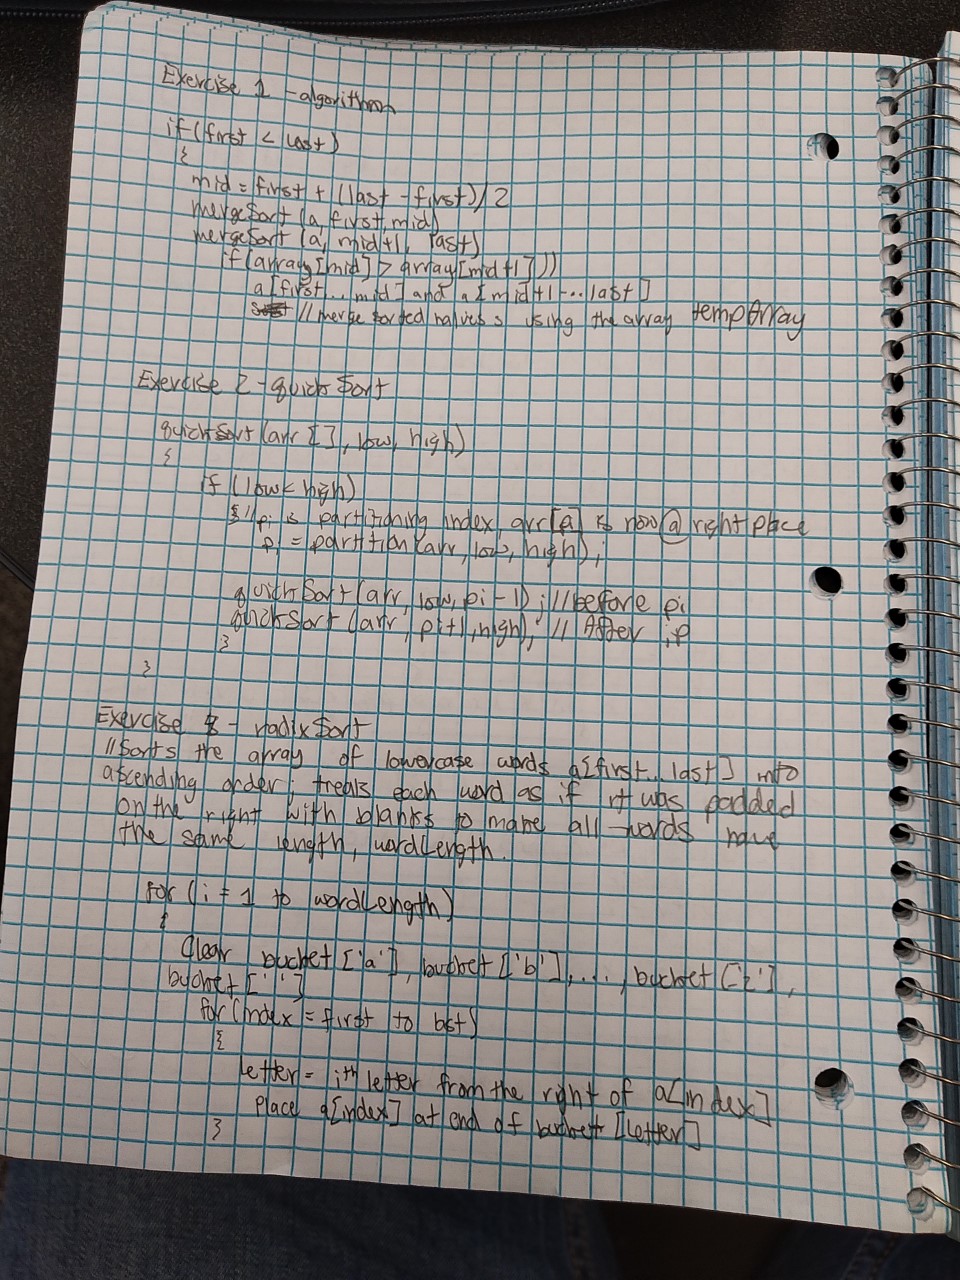 Exercise 1 - algorithm
if (first < last)
{
mid = first + (last - first)/2
mergeSort (a, first, mid)
mergeSort (a, mid+1, last)
if (array[mid] > array[mid+1]))
a[first...mid] and a[mid+1...last]
// merge sorted halves using the array tempArray
Exercise 2 - quickSort
quickSort (arr [], low, high)
{
if (low < high)
{ // pi is partitioning index, arr[p] is now @ right place
pi = partition(arr, low, high);
quickSort (arr, low, pi - 1); // before pi
quickSort (arr, pi+1, high); // After ip
}
}
Exercise 3 - radixSort
// Sorts the array of lowercase words a[first..last] into
ascending order; treats each word as if it was padded
on the right with blanks to make all words have
the same length, wordLength.
for (i = 1 to wordLength)
{
Clear bucket ['a'], bucket ['b'], ...., bucket ['z'],
bucket [' ']
for (index = first to last)
{
letter = ith letter from the right of a[index]
Place a[index] at end of bucket [letter]
}